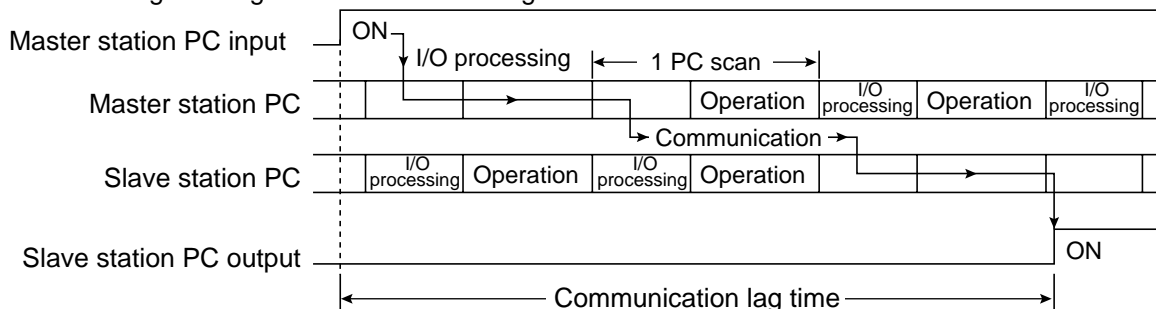 Master station PC input
ON
I/O processing
1 PC scan
Master station PC
Operation
I/O
processing
Operation
I/O
processing
Communication
Slave station PC
I/O
processing
Operation
I/O
processing
Operation
Slave station PC output
ON
Communication lag time